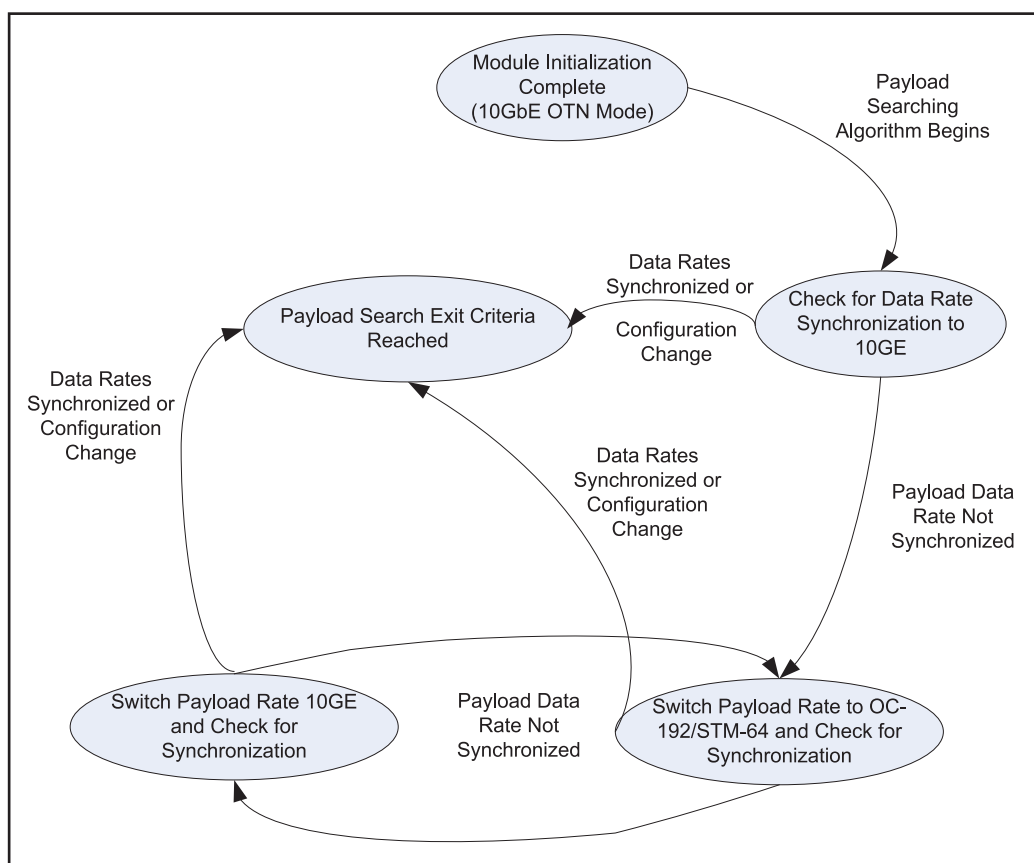 Module Initialization
Complete
(10GbE OTN Mode)
Payload
Searching
Algorithm Begins
Data Rates
Synchronized or
Configuration
Change
Check for Data Rate
Synchronization to
10GE
Payload Search Exit Criteria
Reached
Data Rates
Synchronized or
Configuration
Change
Data Rates
Synchronized or
Configuration
Change
Payload Data
Rate Not
Synchronized
Switch Payload Rate 10GE
and Check for
Synchronization
Payload Data
Rate Not
Synchronized
Switch Payload Rate to OC-
192/STM-64 and Check for
Synchronization